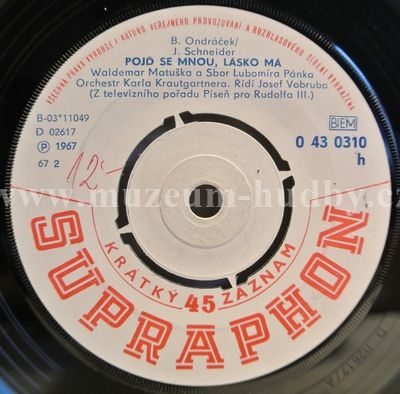 VŠECHNA PRÁVA VÝROBCE I AUTORŮ VEŘEJNÉHO PROVOZOVÁNÍ A ROZHLASOVÉHO ŠÍŘENÍ VYHRAZENA
B. Ondráček/
J. Schneider
POJĎ SE MNOU, LÁSKO MÁ
Waldemar Matuška a Sbor Lubomíra Pánka
Orchestr Karla Krautgartnera. Řídí Josef Vobruba
(Z televizního pořadu Píseň pro Rudolfa III.)
B-03*11049
D 02617
Ⓟ 1967
67 2
BIEM
0 43 0310
h
12-
www.muzeum-hudby.cz
KRÁTKÝ 45 ZÁZNAM
SUPRAPHON